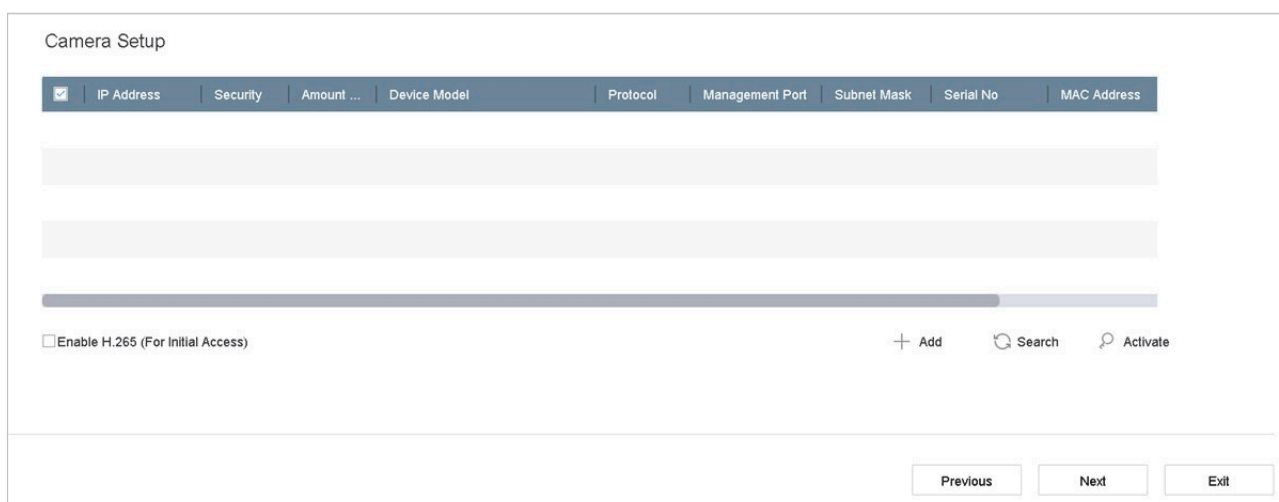 Camera Setup
IP Address Security Amount ... Device Model Protocol Management Port Subnet Mask Serial No MAC Address
Enable H.265 (For Initial Access) Add Search Activate
Previous Next Exit